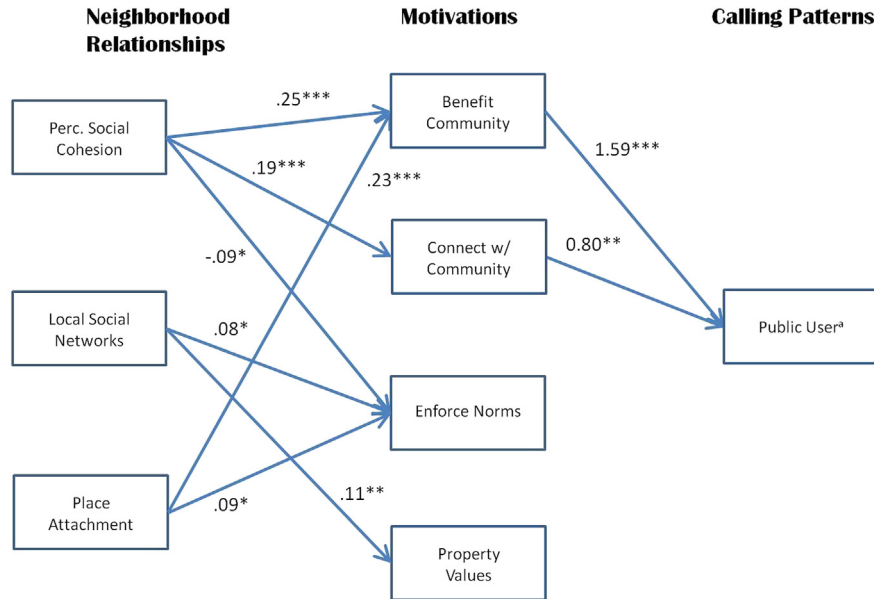 Neighborhood
Relationships
Motivations
Calling Patterns
Perc. Social
Cohesion
Local Social
Networks
Place
Attachment
.25***
.19***
.23***
-.09*
.08*
.09*
.11**
Benefit
Community
Connect w/
Community
Enforce Norms
Property
Values
1.59***
0.80**
Public Userᵃ